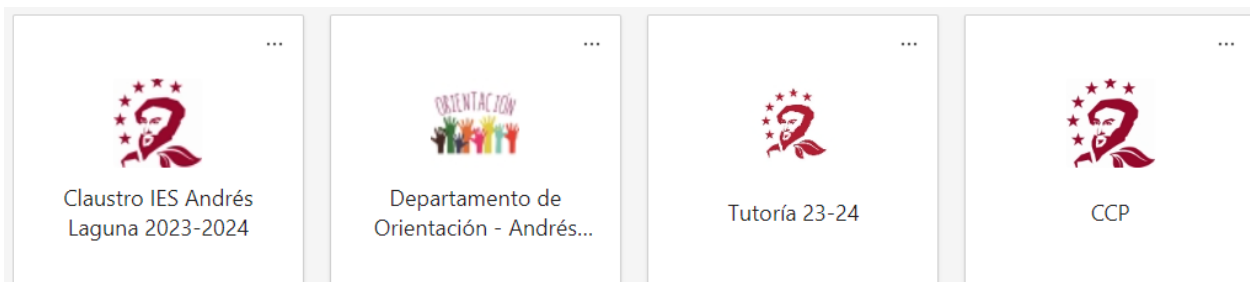 ...
...
...
...
ORIENTACIÓN
Claustro IES Andrés
Laguna 2023-2024
Departamento de
Orientación - Andrés...
Tutoría 23-24
CCP